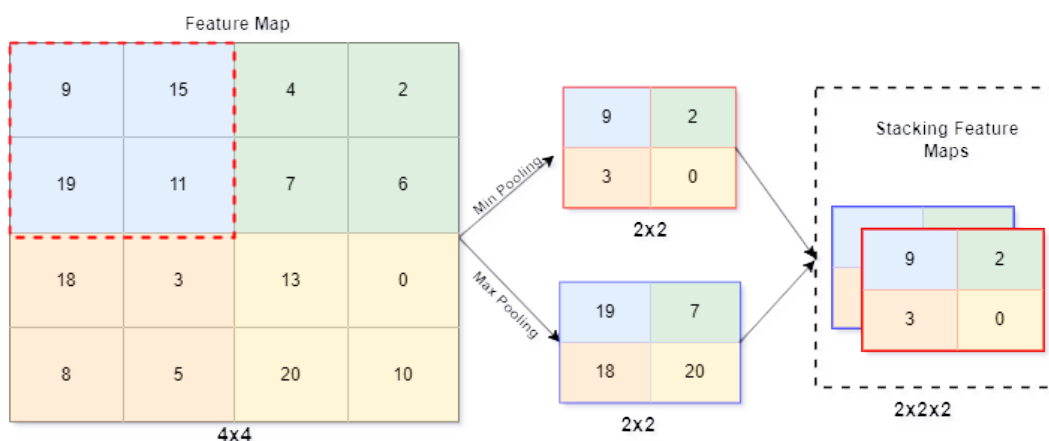 Feature Map
9 15 4 2
19 11 7 6
18 3 13 0
8 5 20 10
4x4
Min Pooling
9 2
3 0
2x2
Max Pooling
19 7
18 20
2x2
Stacking Feature
Maps
9 2
3 0
2x2x2